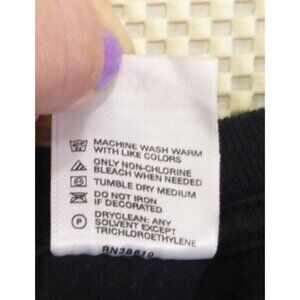 MACHINE WASH WARM
WITH LIKE COLORS
ONLY NON-CHLORINE
BLEACH WHEN NEEDED
TUMBLE DRY MEDIUM
DO NOT IRON
IF DECORATED
P DRYCLEAN: ANY
SOLVENT EXCEPT
TRICHLOROETHYLENE